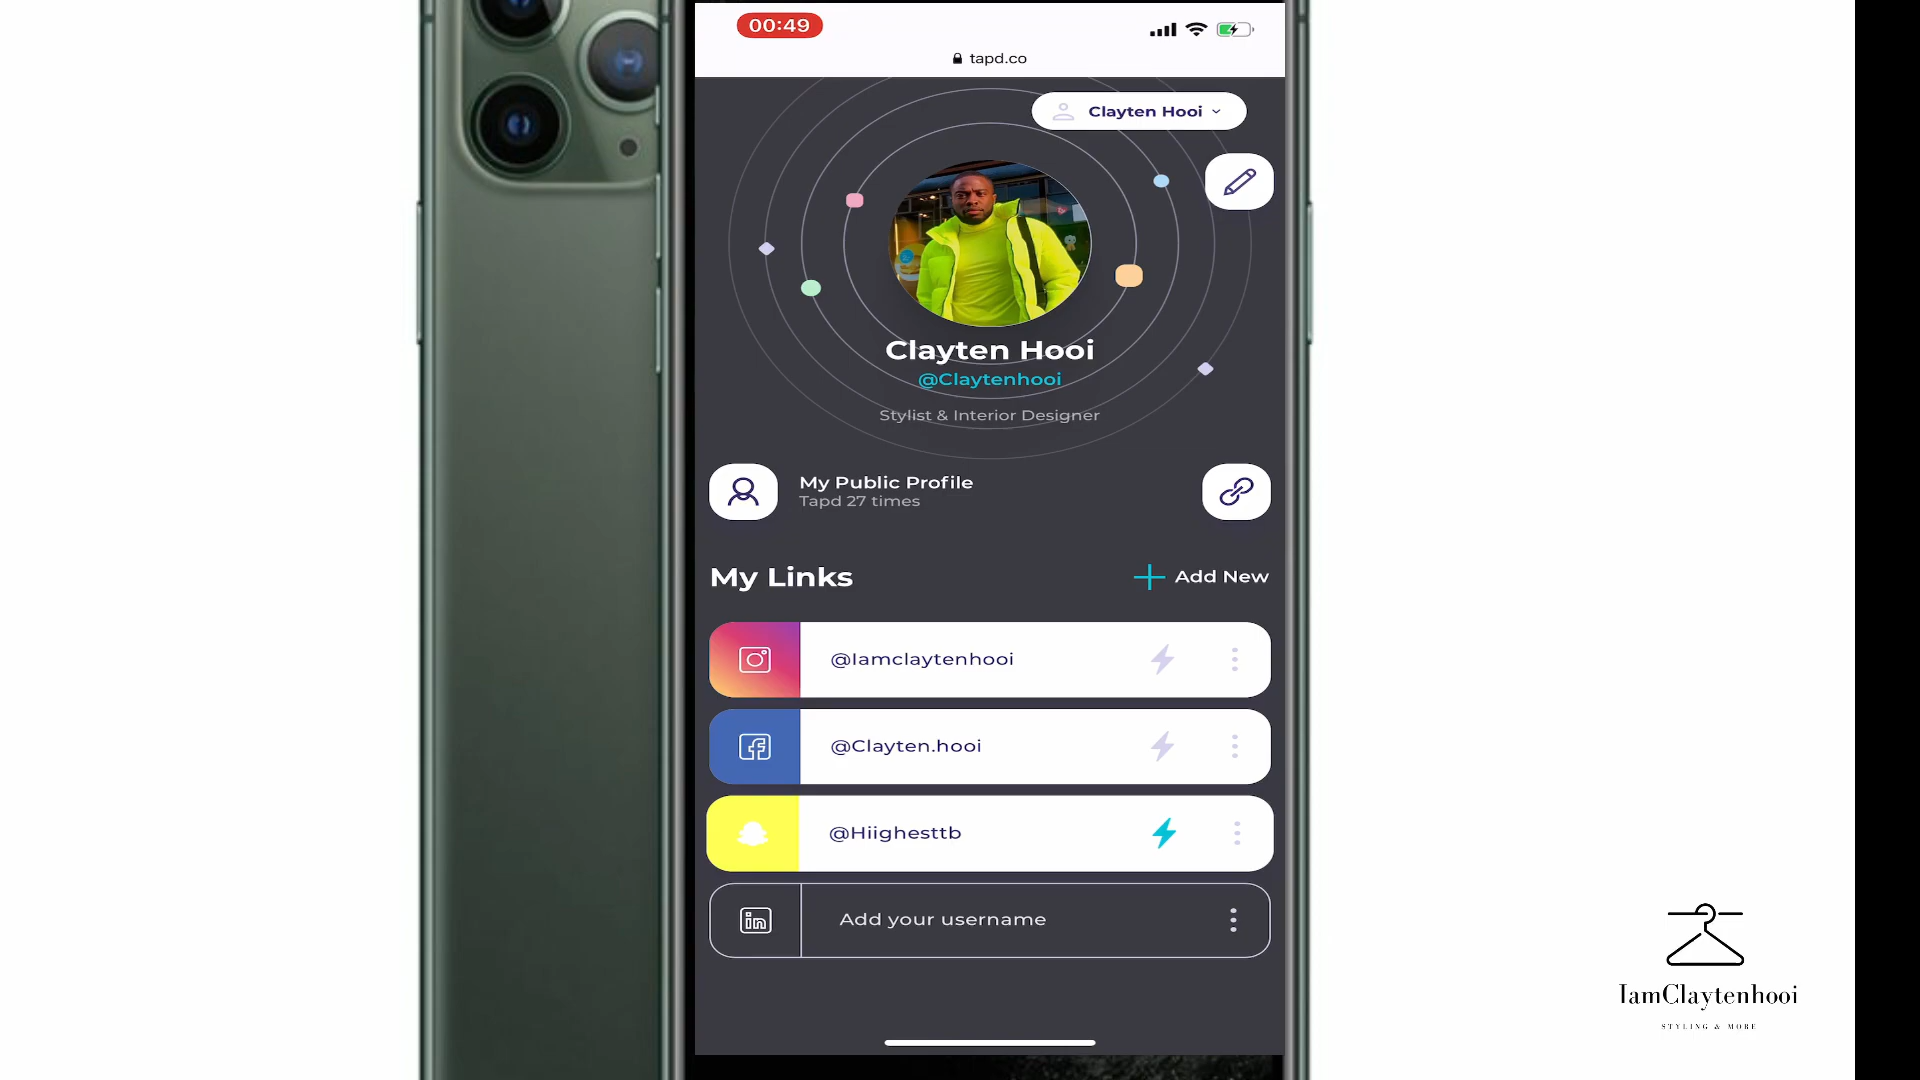 00:49
tapd.co
Clayten Hooi
Clayten Hooi
@Claytenhooi
Stylist & Interior Designer
My Public Profile
Tapd 27 times
My Links
Add New
@Iamclaytenhooi
@Clayten.hooi
@Hiighesttb
in
Add your username
IamClaytenhooi
STYLING & MORE